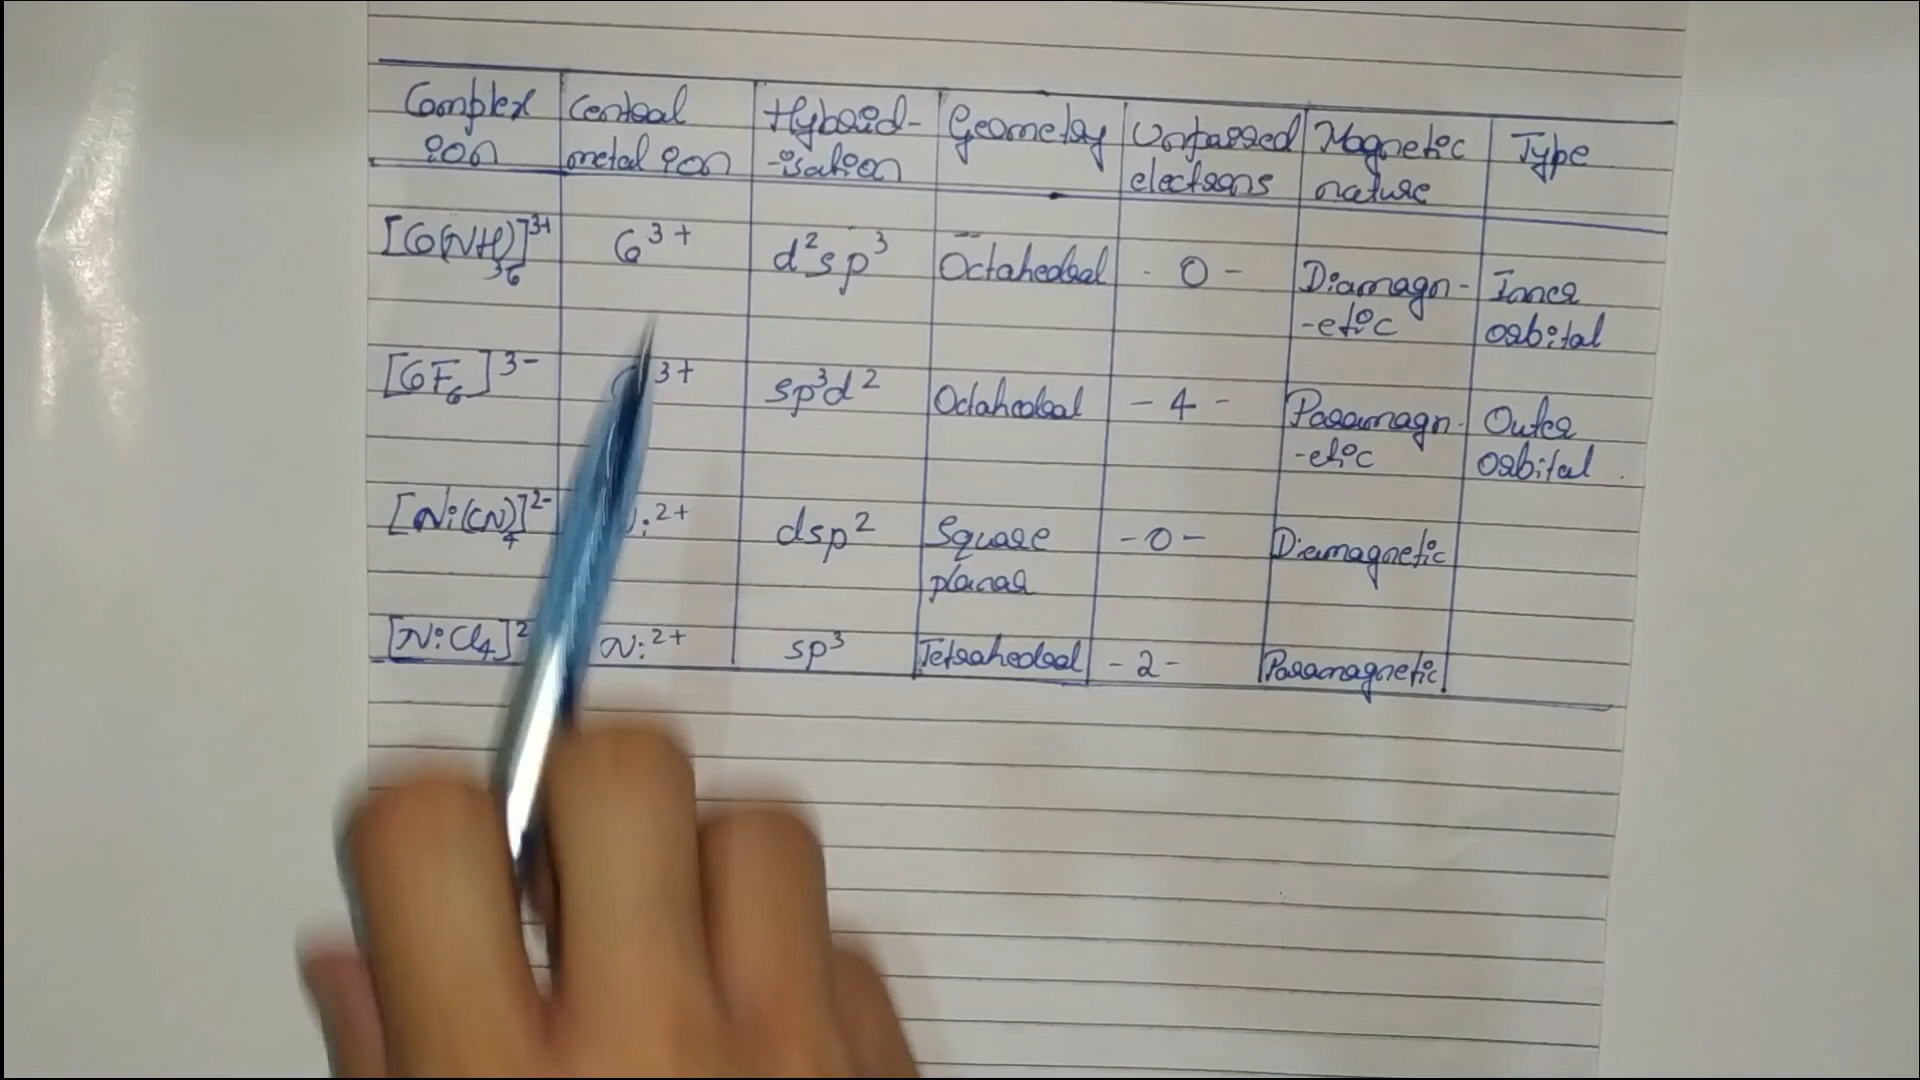 Complex ion | Central metal ion | Hybrid-isation | Geometry | Unpaired electrons | Magnetic nature | Type
[Co(NH3)6]3+ | Co3+ | d2sp3 | Octahedral | - 0 - | Diamagn-etic | Inner orbital
[CoF6]3- | 3+ | sp3d2 | Octahedral | - 4 - | Paramagn-etic | Outer orbital
[Ni(CN)4]2- | 2+ | dsp2 | Square planar | - 0 - | Diamagnetic
[NiCl4]2 | Ni2+ | sp3 | Tetrahedral | - 2 - | Paramagnetic